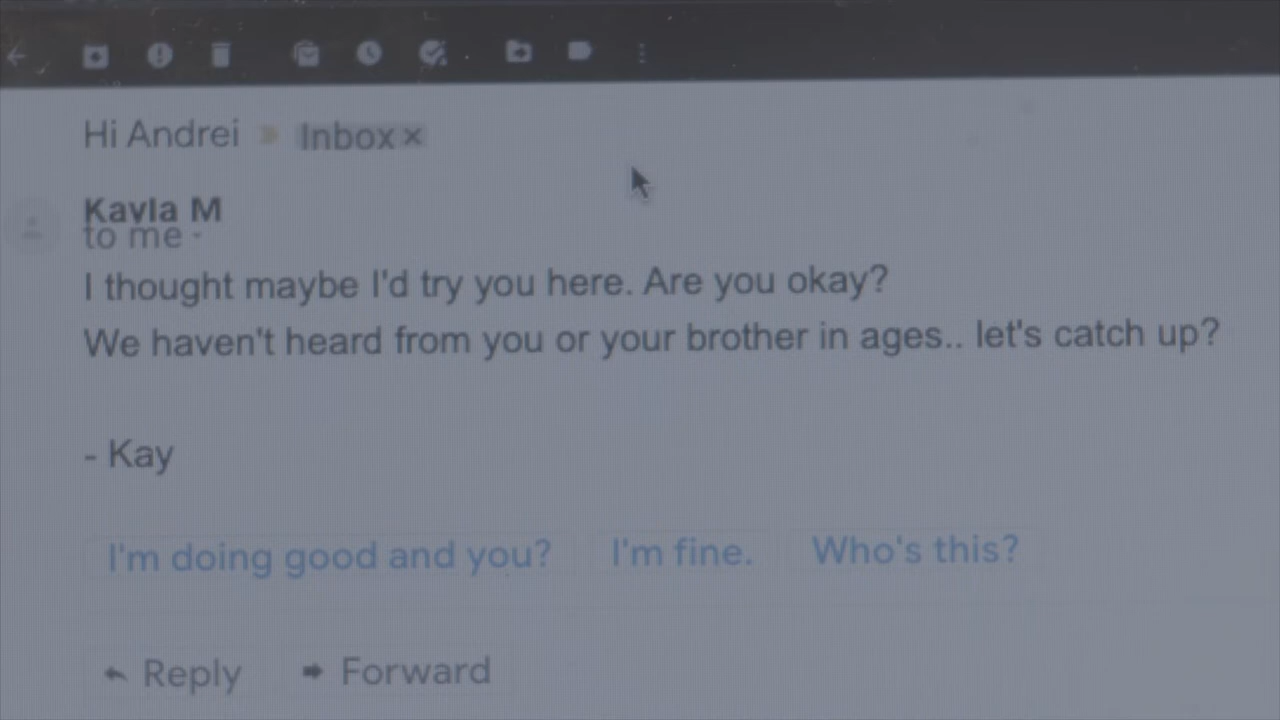 Hi Andrei Inbox ×
Kayla M
to me
I thought maybe I'd try you here. Are you okay?
We haven't heard from you or your brother in ages.. let's catch up?
- Kay
I'm doing good and you? I'm fine. Who's this?
Reply Forward